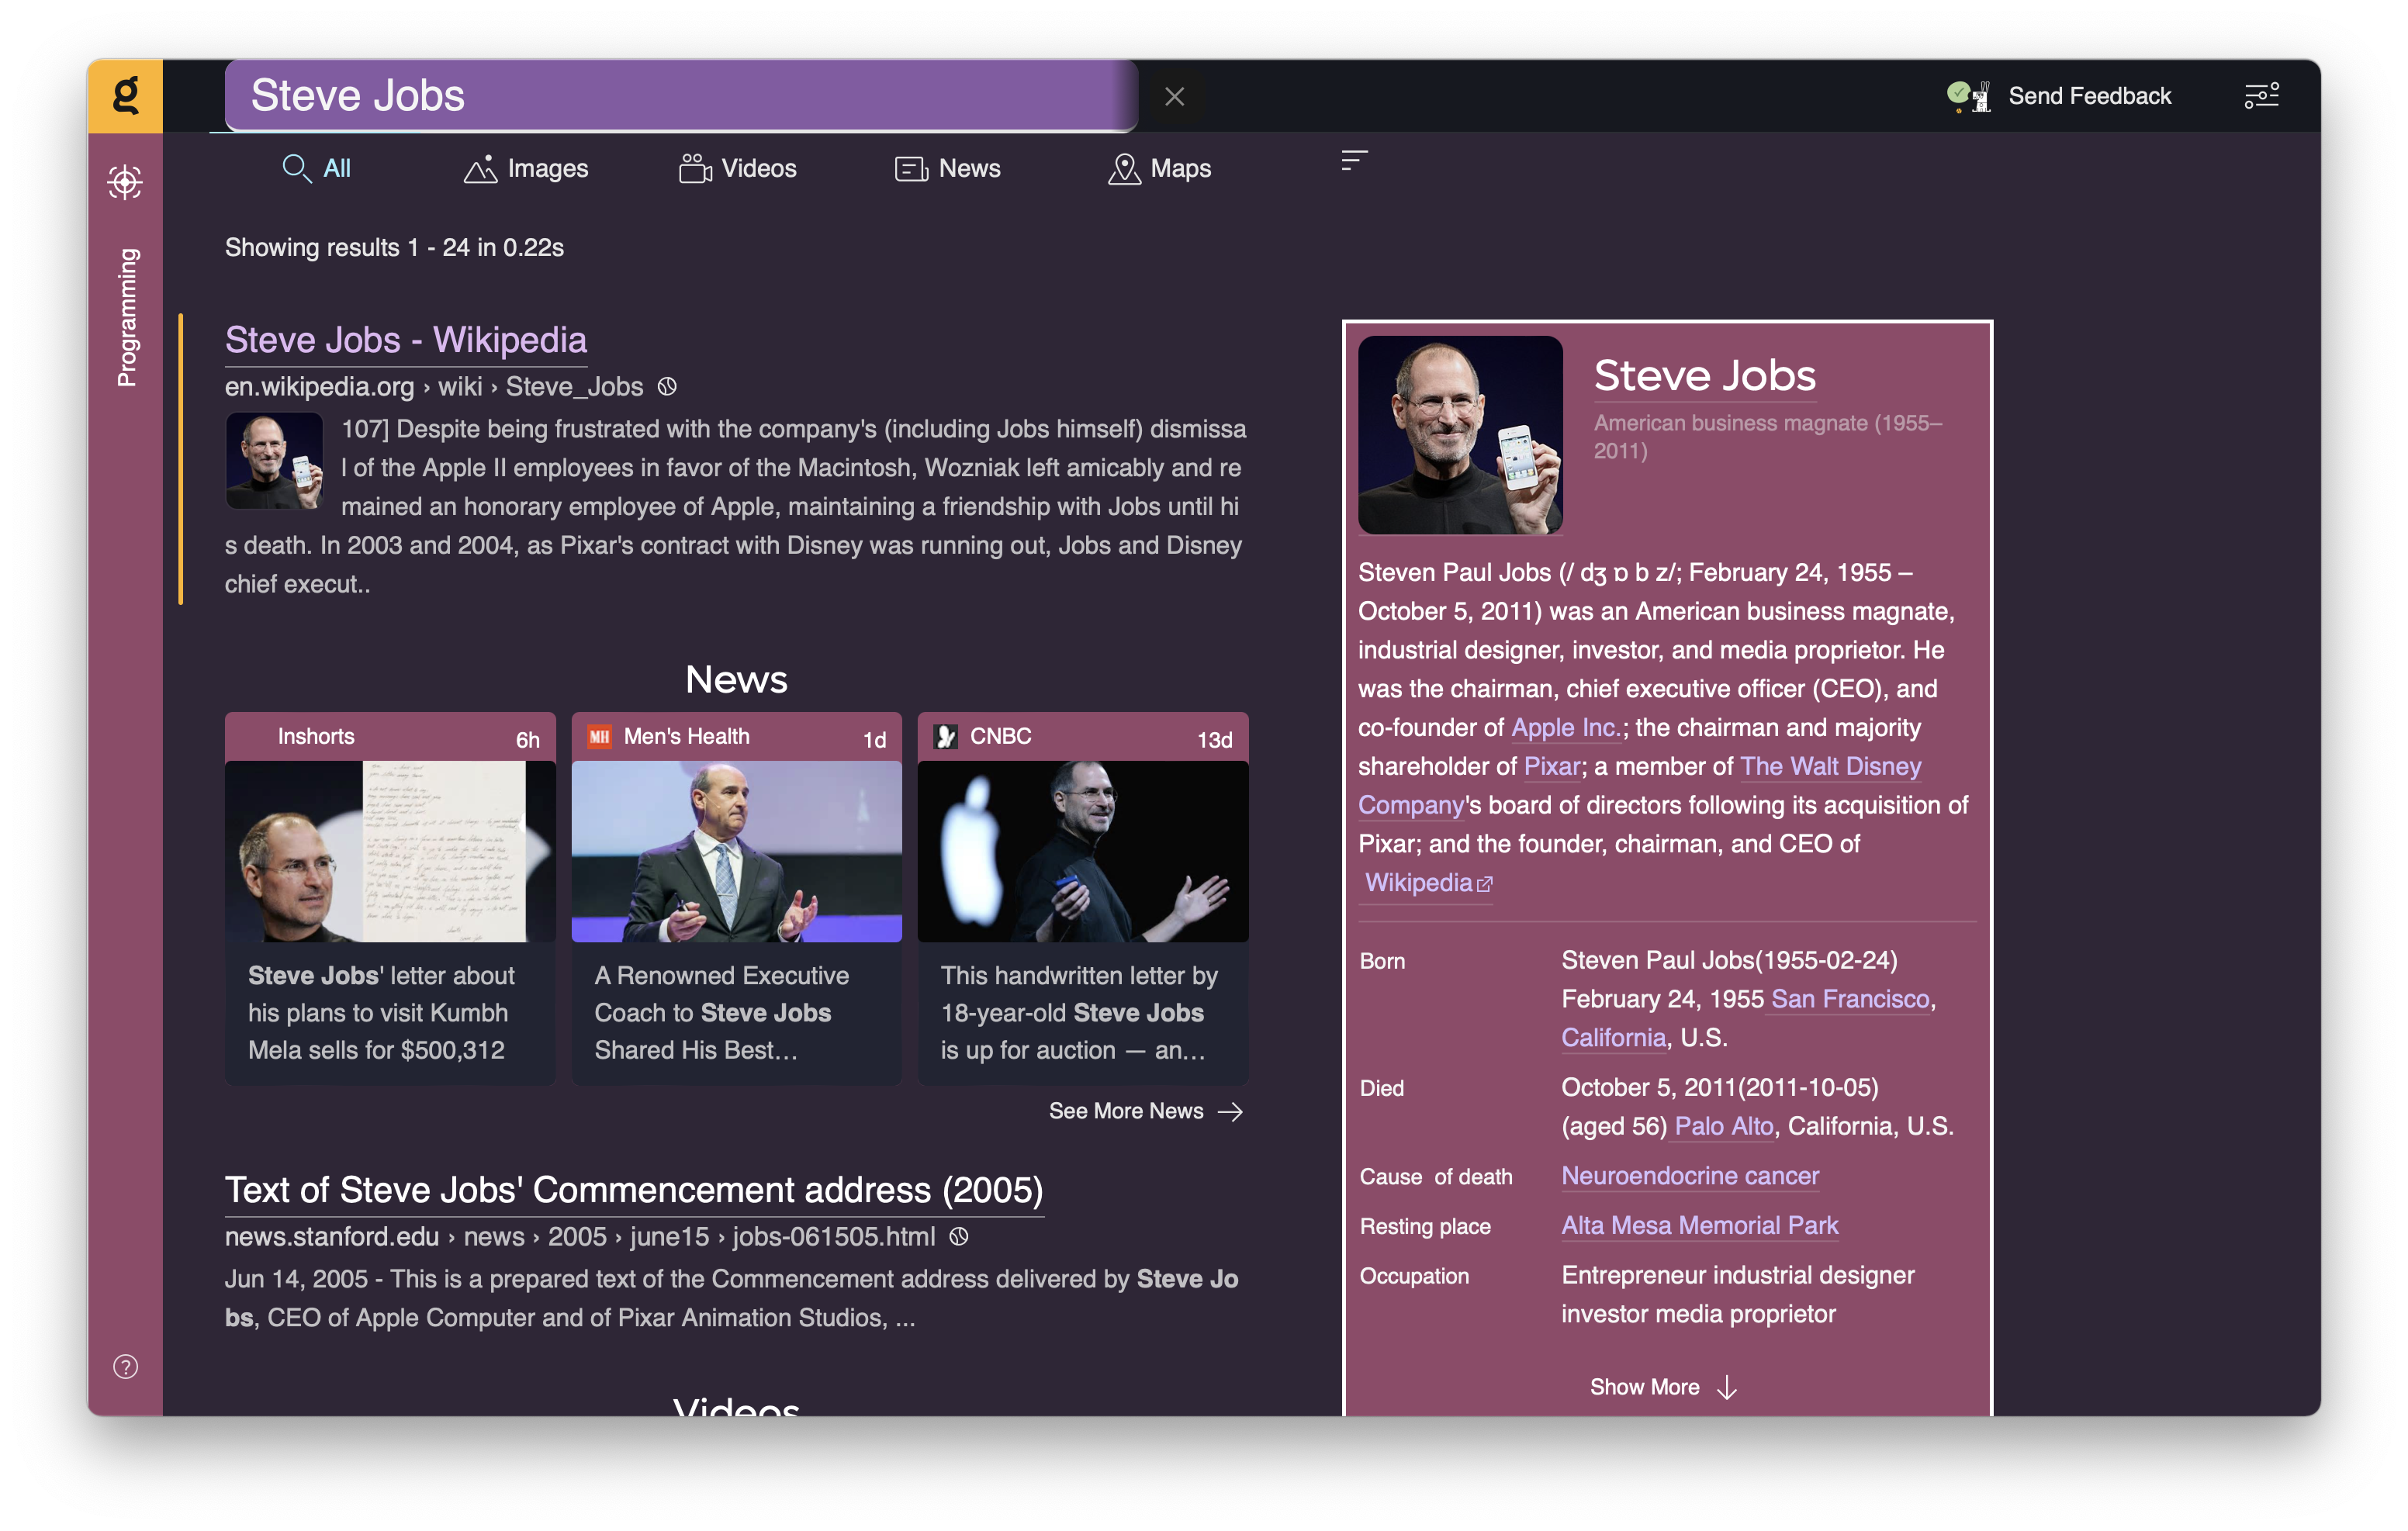 g
Steve Jobs
Send Feedback
All
Images
Videos
News
Maps
Programming
Showing results 1 - 24 in 0.22s
Steve Jobs - Wikipedia
en.wikipedia.org › wiki › Steve_Jobs
107] Despite being frustrated with the company's (including Jobs himself) dismissa
l of the Apple II employees in favor of the Macintosh, Wozniak left amicably and re
mained an honorary employee of Apple, maintaining a friendship with Jobs until hi
s death. In 2003 and 2004, as Pixar's contract with Disney was running out, Jobs and Disney
chief execut..
News
Inshorts
6h
Steve Jobs' letter about
his plans to visit Kumbh
Mela sells for $500,312
MH
Men's Health
1d
A Renowned Executive
Coach to Steve Jobs
Shared His Best…
CNBC
13d
This handwritten letter by
18-year-old Steve Jobs
is up for auction — an…
See More News
Text of Steve Jobs' Commencement address (2005)
news.stanford.edu › news › 2005 › june15 › jobs-061505.html
Jun 14, 2005 - This is a prepared text of the Commencement address delivered by Steve Jo
bs, CEO of Apple Computer and of Pixar Animation Studios, ...
Videos
?
Steve Jobs
American business magnate (1955–
2011)
Steven Paul Jobs (/ dʒ ɒ b z/; February 24, 1955 –
October 5, 2011) was an American business magnate,
industrial designer, investor, and media proprietor. He
was the chairman, chief executive officer (CEO), and
co-founder of Apple Inc.; the chairman and majority
shareholder of Pixar; a member of The Walt Disney
Company's board of directors following its acquisition of
Pixar; and the founder, chairman, and CEO of
Wikipedia
Born
Steven Paul Jobs(1955-02-24)
February 24, 1955 San Francisco,
California, U.S.
Died
October 5, 2011(2011-10-05)
(aged 56) Palo Alto, California, U.S.
Cause of death
Neuroendocrine cancer
Resting place
Alta Mesa Memorial Park
Occupation
Entrepreneur industrial designer
investor media proprietor
Show More